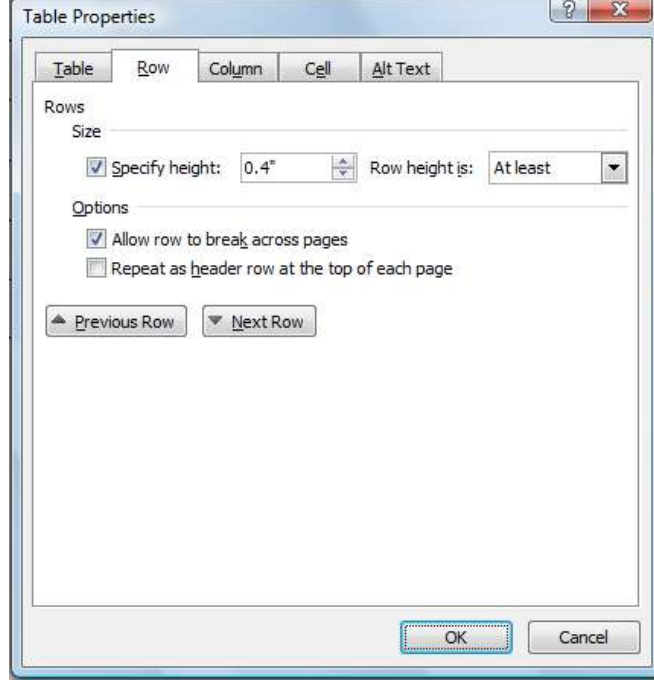 Table Properties
?
Table Row Column Cell Alt Text
Rows
Size
Specify height: 0.4" Row height is: At least
Options
Allow row to break across pages
Repeat as header row at the top of each page
Previous Row Next Row
OK Cancel